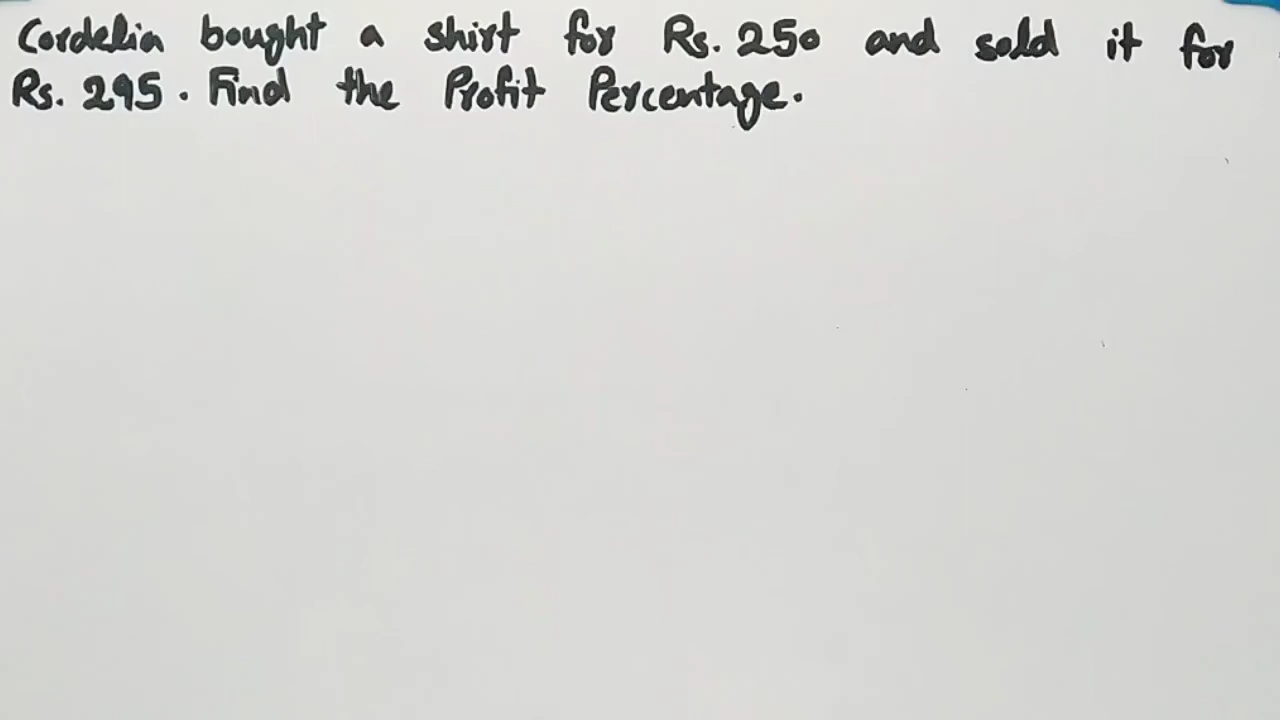 Cordelia bought a shirt for Rs. 250 and sold it for
Rs. 295. Find the Profit Percentage.